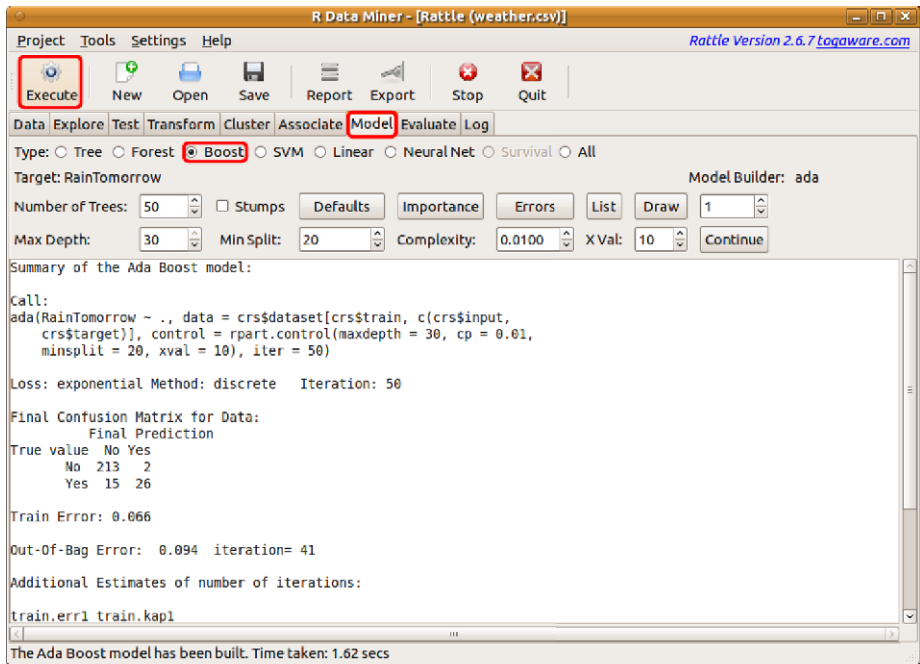 R Data Miner - [Rattle (weather.csv)]
Project Tools Settings Help Rattle Version 2.6.7 togaware.com
Execute New Open Save Report Export Stop Quit
Data Explore Test Transform Cluster Associate Model Evaluate Log
Type: Tree Forest Boost SVM Linear Neural Net Survival All
Target: RainTomorrow Model Builder: ada
Number of Trees: 50 Stumps Defaults Importance Errors List Draw 1
Max Depth: 30 Min Split: 20 Complexity: 0.0100 X Val: 10 Continue
Summary of the Ada Boost model:
Call:
ada(RainTomorrow ~ ., data = crs$dataset[crs$train, c(crs$input,
crs$target)], control = rpart.control(maxdepth = 30, cp = 0.01,
minsplit = 20, xval = 10), iter = 50)
Loss: exponential Method: discrete Iteration: 50
Final Confusion Matrix for Data:
Final Prediction
True value No Yes
No 213 2
Yes 15 26
Train Error: 0.066
Out-Of-Bag Error: 0.094 iteration= 41
Additional Estimates of number of iterations:
train.err1 train.kap1
The Ada Boost model has been built. Time taken: 1.62 secs